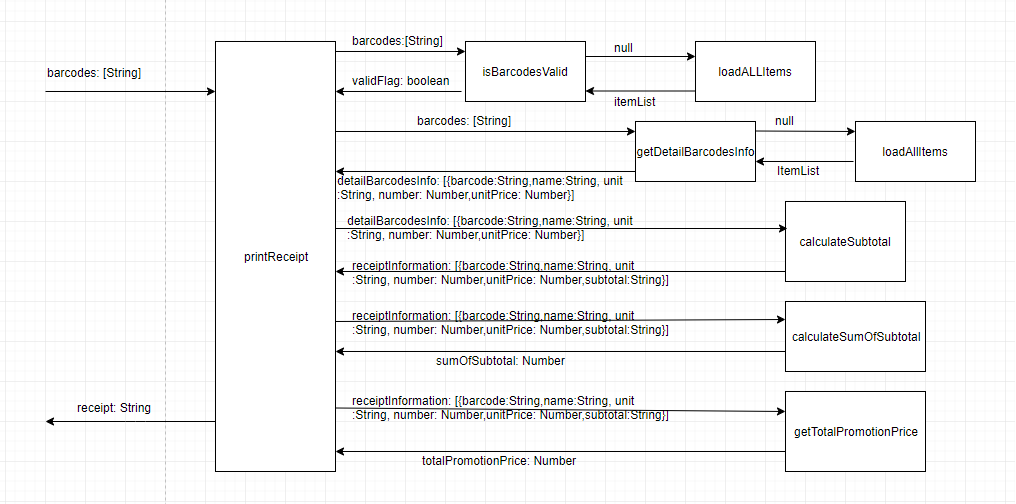 barcodes:[String]
null
isBarcodesValid
loadALLItems
barcodes: [String]
validFlag: boolean
itemList
barcodes: [String]
null
getDetailBarcodesInfo
loadAllItems
ItemList
detailBarcodesInfo: [{barcode:String,name:String, unit
:String, number: Number,unitPrice: Number}]
detailBarcodesInfo: [{barcode:String,name:String, unit
:String, number: Number,unitPrice: Number}]
calculateSubtotal
printReceipt
receiptInformation: [{barcode:String,name:String, unit
:String, number: Number,unitPrice: Number,subtotal:String}]
receiptInformation: [{barcode:String,name:String, unit
:String, number: Number,unitPrice: Number,subtotal:String}]
calculateSumOfSubtotal
sumOfSubtotal: Number
receiptInformation: [{barcode:String,name:String, unit
:String, number: Number,unitPrice: Number,subtotal:String}]
receipt: String
getTotalPromotionPrice
totalPromotionPrice: Number